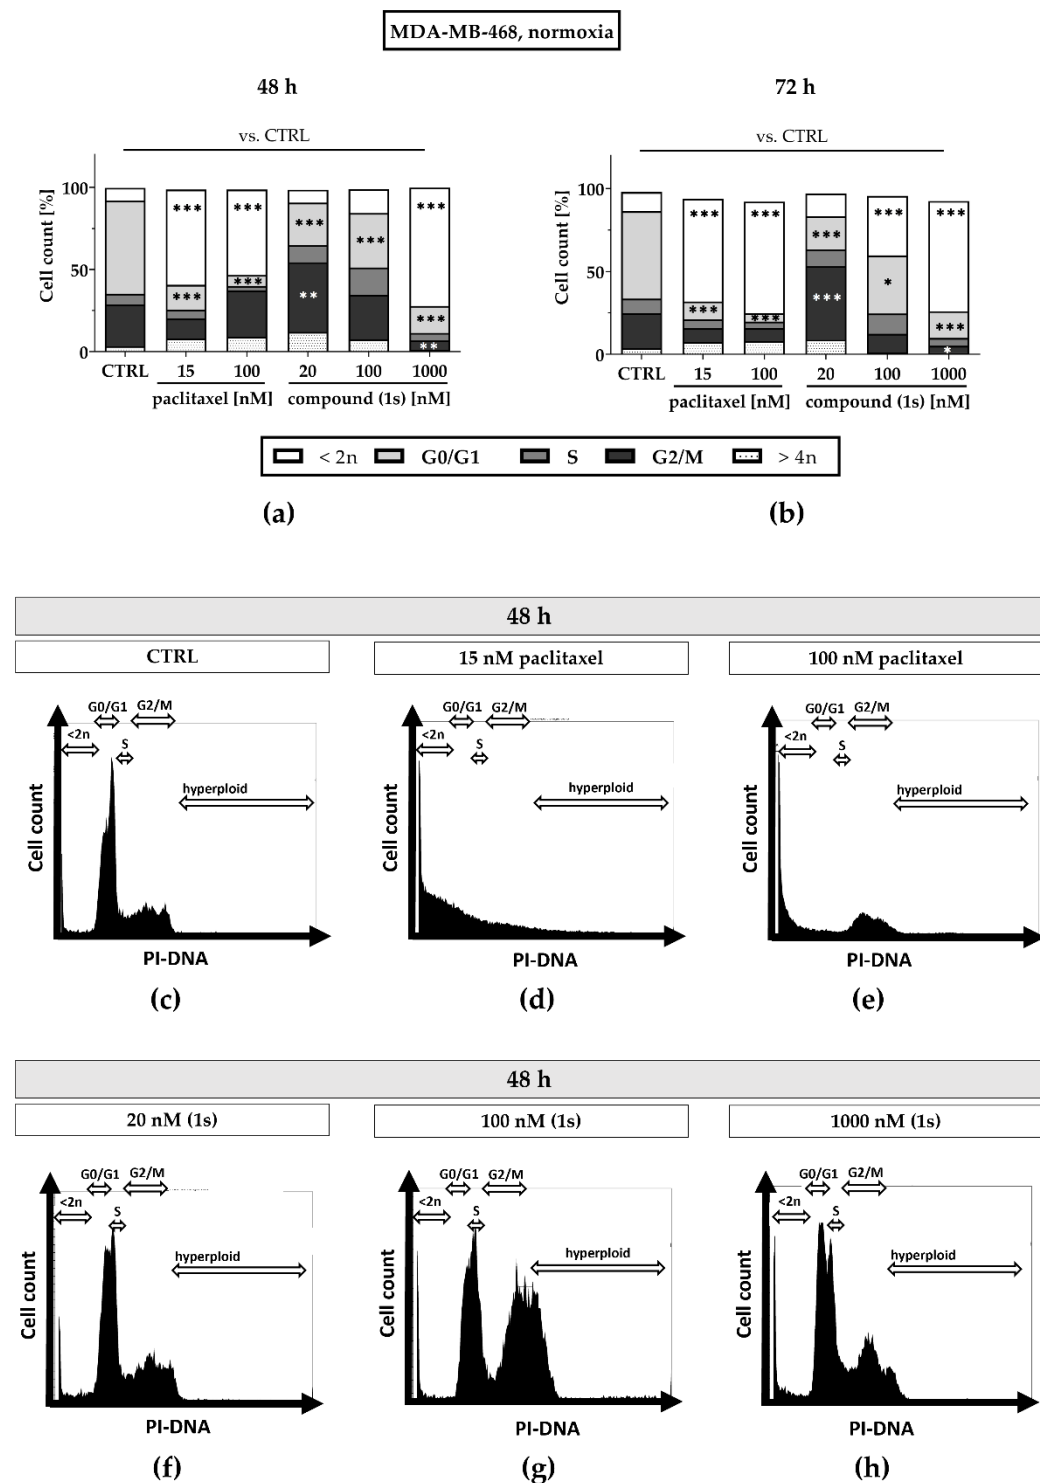 MDA-MB-468, normoxia
48 h
vs. CTRL
Cell count [%]
100
50
0
*** *** ***
*** *** *** *** ***
** **
CTRL 15 100 20 100 1000
paclitaxel [nM] compound (1s) [nM]
72 h
vs. CTRL
Cell count [%]
100
50
0
*** *** *** ***
*** *** *** * ***
*** *
CTRL 15 100 20 100 1000
paclitaxel [nM] compound (1s) [nM]
< 2n G0/G1 S G2/M > 4n
(a) (b)
48 h
CTRL 15 nM paclitaxel 100 nM paclitaxel
G0/G1 G2/M
<2n
S
hyperploid
Cell count
PI-DNA
(c)
G0/G1 G2/M
<2n
S
hyperploid
Cell count
PI-DNA
(d)
G0/G1 G2/M
<2n
S
hyperploid
Cell count
PI-DNA
(e)
48 h
20 nM (1s) 100 nM (1s) 1000 nM (1s)
G0/G1 G2/M
<2n
S
hyperploid
Cell count
PI-DNA
(f)
G0/G1 G2/M
<2n
S
hyperploid
Cell count
PI-DNA
(g)
G0/G1 G2/M
<2n
S
hyperploid
Cell count
PI-DNA
(h)